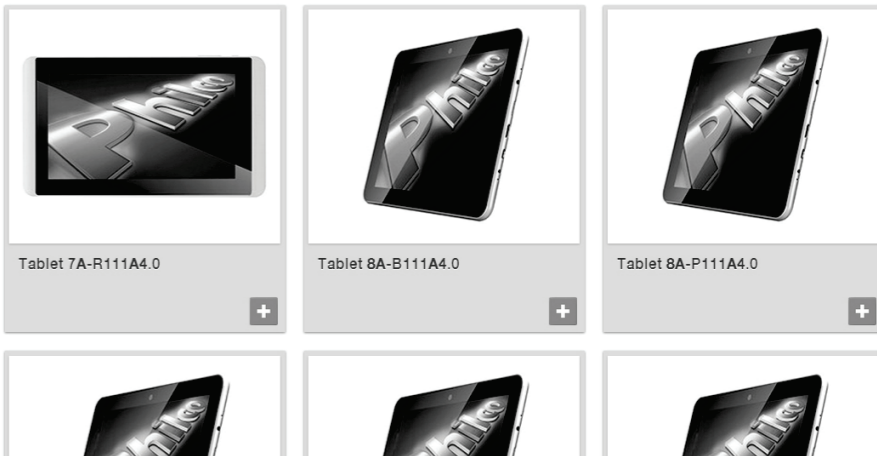 Philco
Philco
Philco
Tablet 7A-R111A4.0
Tablet 8A-B111A4.0
Tablet 8A-P111A4.0